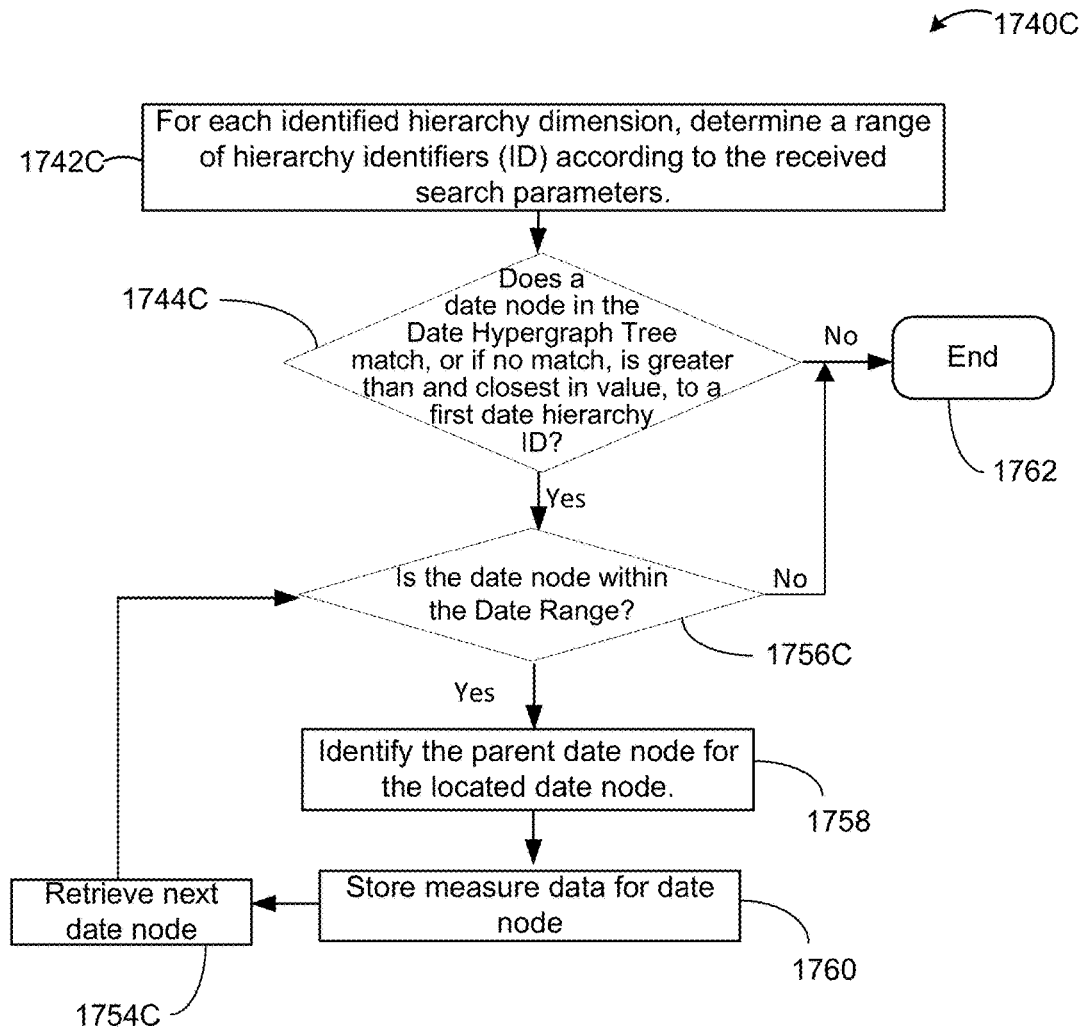 1740C
For each identified hierarchy dimension, determine a range
of hierarchy identifiers (ID) according to the received
search parameters.
1742C
Does a
date node in the
Date Hypergraph Tree
match, or if no match, is greater
than and closest in value, to a
first date hierarchy
ID?
1744C
No
End
1762
Yes
Is the date node within
the Date Range?
No
1756C
Yes
Identify the parent date node for
the located date node.
1758
Store measure data for date
node
1760
Retrieve next
date node
1754C